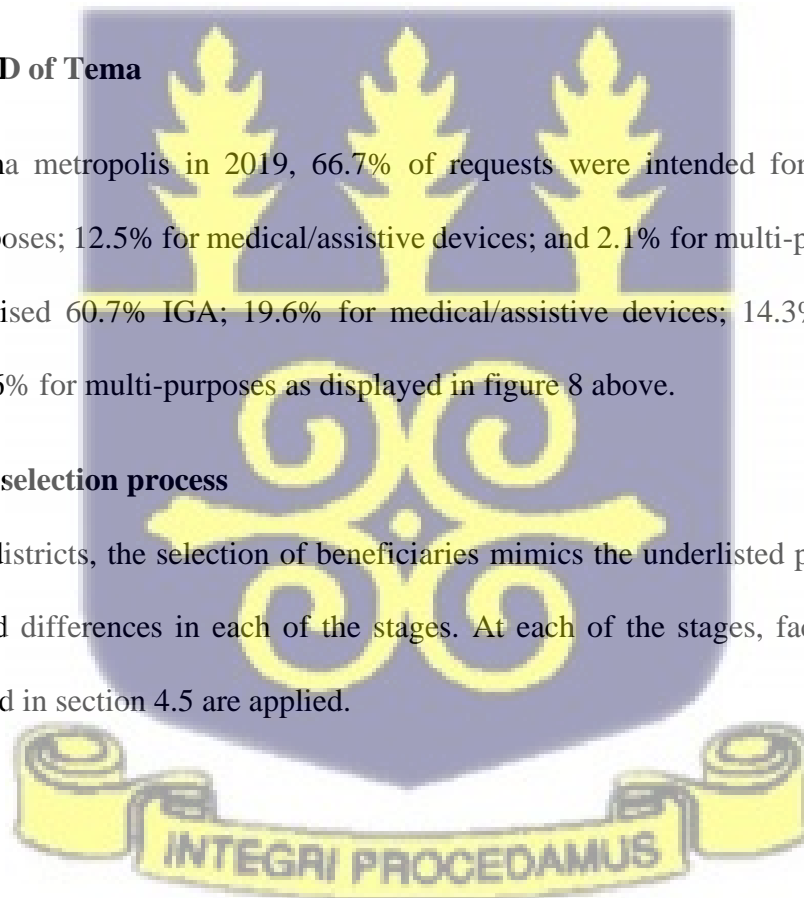 D of Tema
na metropolis in 2019, 66.7% of requests were intended for
poses; 12.5% for medical/assistive devices; and 2.1% for multi-p
ised 60.7% IGA; 19.6% for medical/assistive devices; 14.3%
% for multi-purposes as displayed in figure 8 above.
selection process
districts, the selection of beneficiaries mimics the underlisted p
d differences in each of the stages. At each of the stages, fac
d in section 4.5 are applied.
INTEGRI PROCEDAMUS